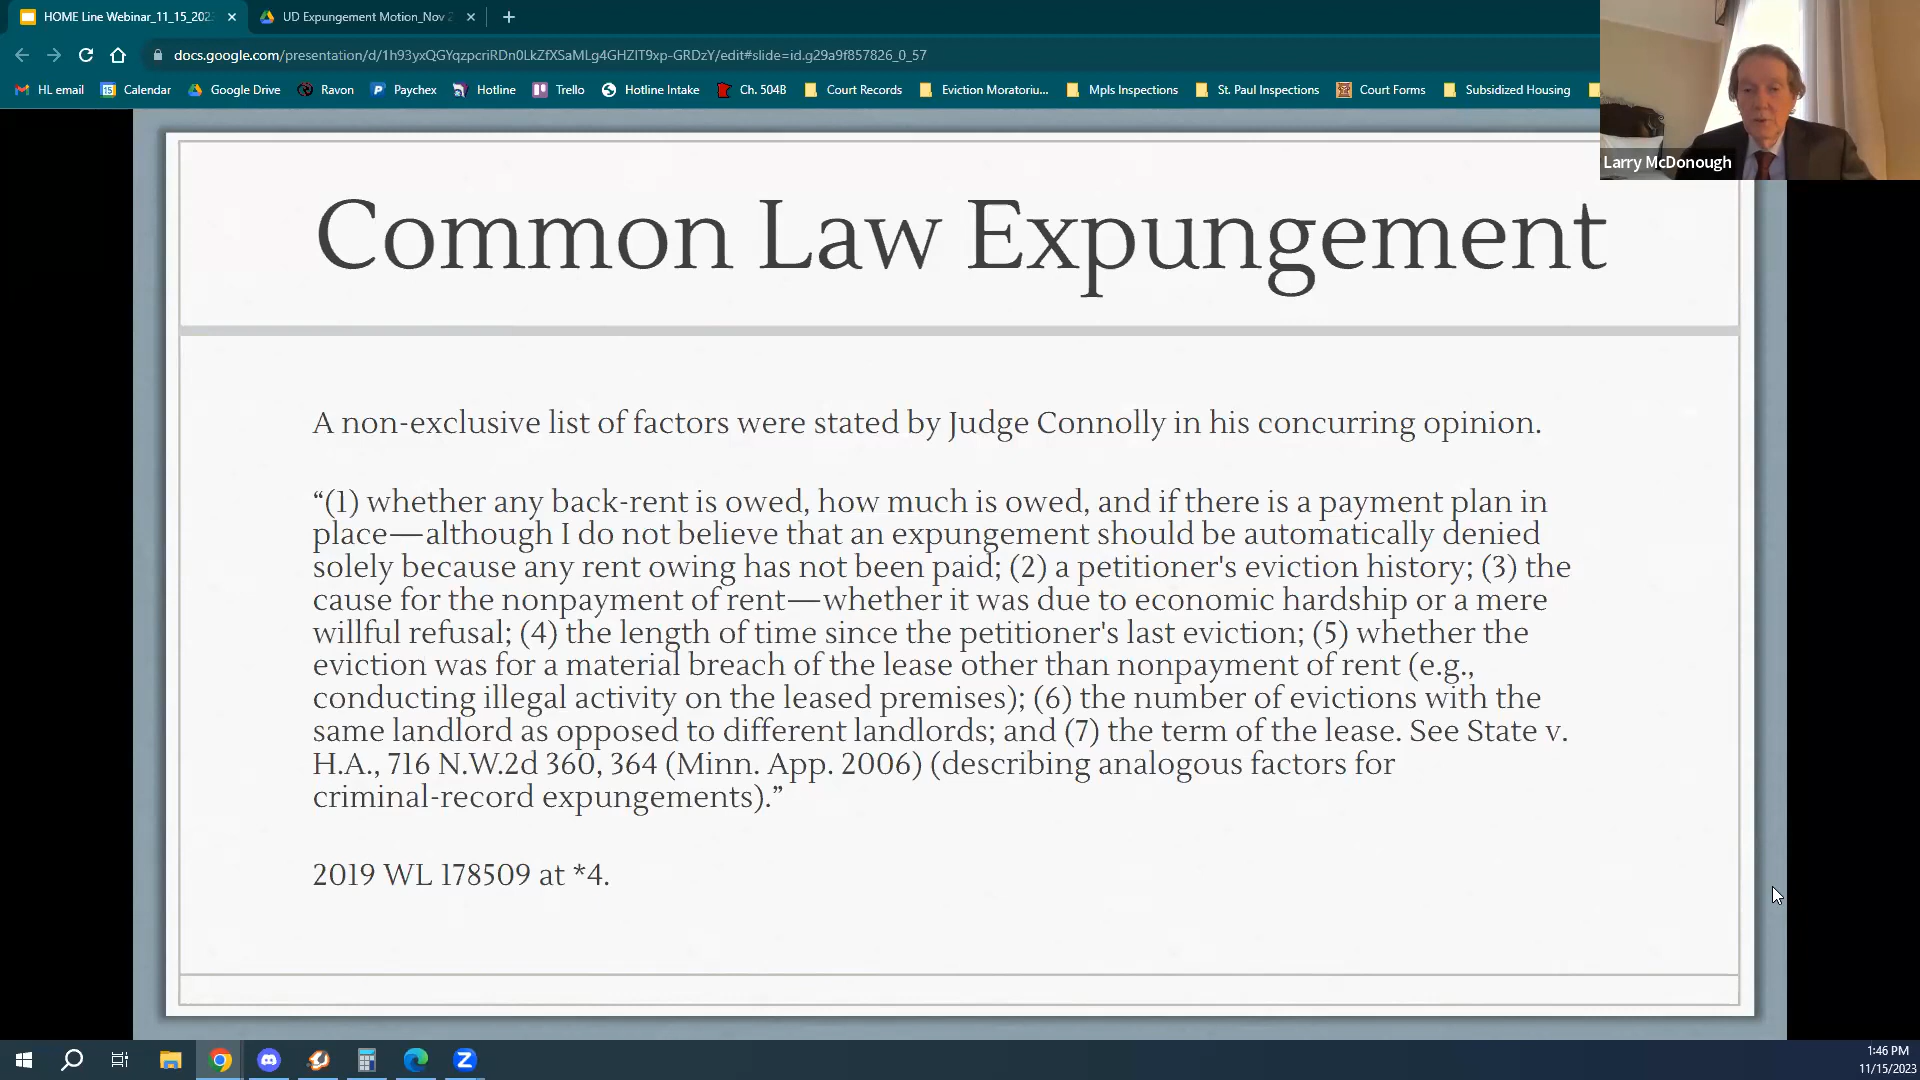 HOME Line Webinar_11_15_202
UD Expungement Motion_Nov 2
docs.google.com/presentation/d/1h93yxQGYqzpcriRDn0LkZfXSaMLg4GHZIT9xp-GRDzY/edit#slide=id.g29a9f857826_0_57
HL email Calendar Google Drive Ravon Paychex Hotline Trello Hotline Intake Ch. 504B Court Records Eviction Moratoriu... Mpls Inspections St. Paul Inspections Court Forms Subsidized Housing
Larry McDonough
Common Law Expungement
A non-exclusive list of factors were stated by Judge Connolly in his concurring opinion.
“(1) whether any back-rent is owed, how much is owed, and if there is a payment plan in
place—although I do not believe that an expungement should be automatically denied
solely because any rent owing has not been paid; (2) a petitioner's eviction history; (3) the
cause for the nonpayment of rent—whether it was due to economic hardship or a mere
willful refusal; (4) the length of time since the petitioner's last eviction; (5) whether the
eviction was for a material breach of the lease other than nonpayment of rent (e.g.,
conducting illegal activity on the leased premises); (6) the number of evictions with the
same landlord as opposed to different landlords; and (7) the term of the lease. See State v.
H.A., 716 N.W.2d 360, 364 (Minn. App. 2006) (describing analogous factors for
criminal-record expungements).”
2019 WL 178509 at *4.
1:46 PM
11/15/2023